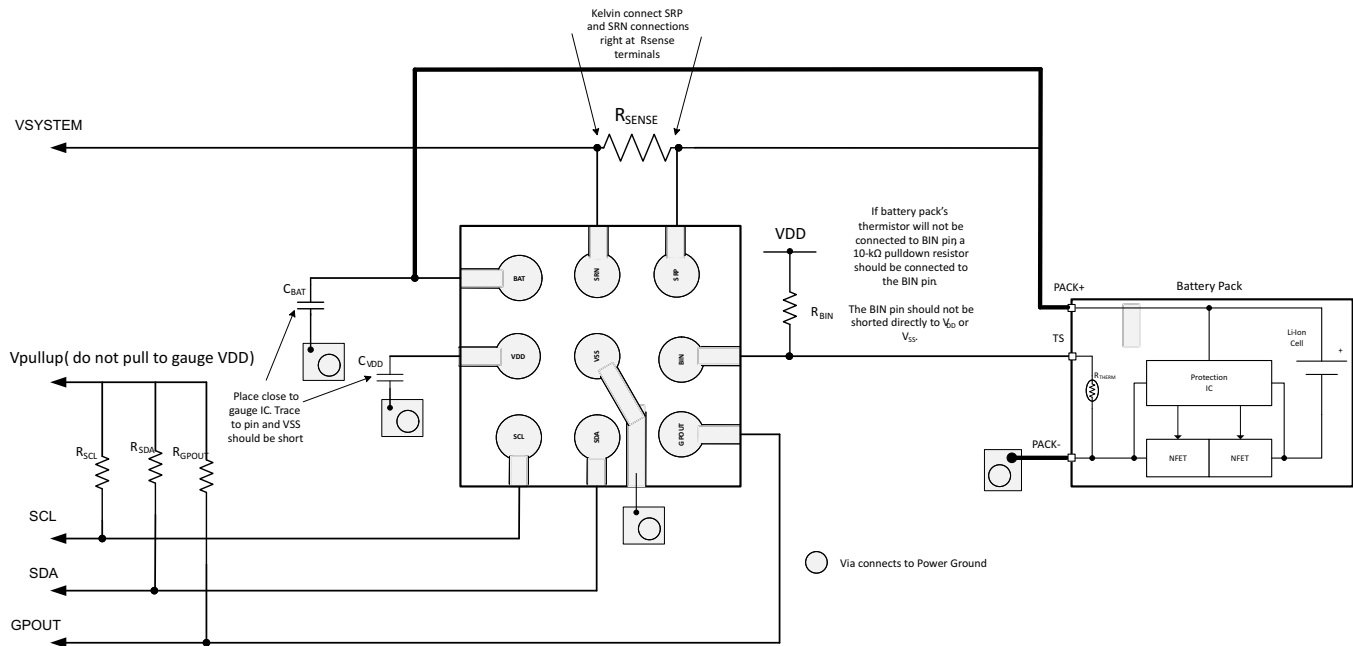 Kelvin connect SRP
and SRN connections
right at Rsense
terminals
VSYSTEM
RSENSE
If battery pack's
thermistor will not be
connected to BIN pin, a
10-kΩ pulldown resistor
should be connected to
the BIN pin.
The BIN pin should not be
shorted directly to VDD or
VSS.
VDD
RBIN
BAT
SRN
SRP
CBAT
VDD
VSS
BIN
CVDD
Place close to
gauge IC. Trace
to pin and VSS
should be short
SCL
SDA
GPOUT
Vpullup( do not pull to gauge VDD)
RSCL
RSDA
RGPOUT
SCL
SDA
GPOUT
PACK+
Battery Pack
TS
Li-Ion
Cell
+
RTHERM
Protection
IC
PACK-
NFET
NFET
Via connects to Power Ground